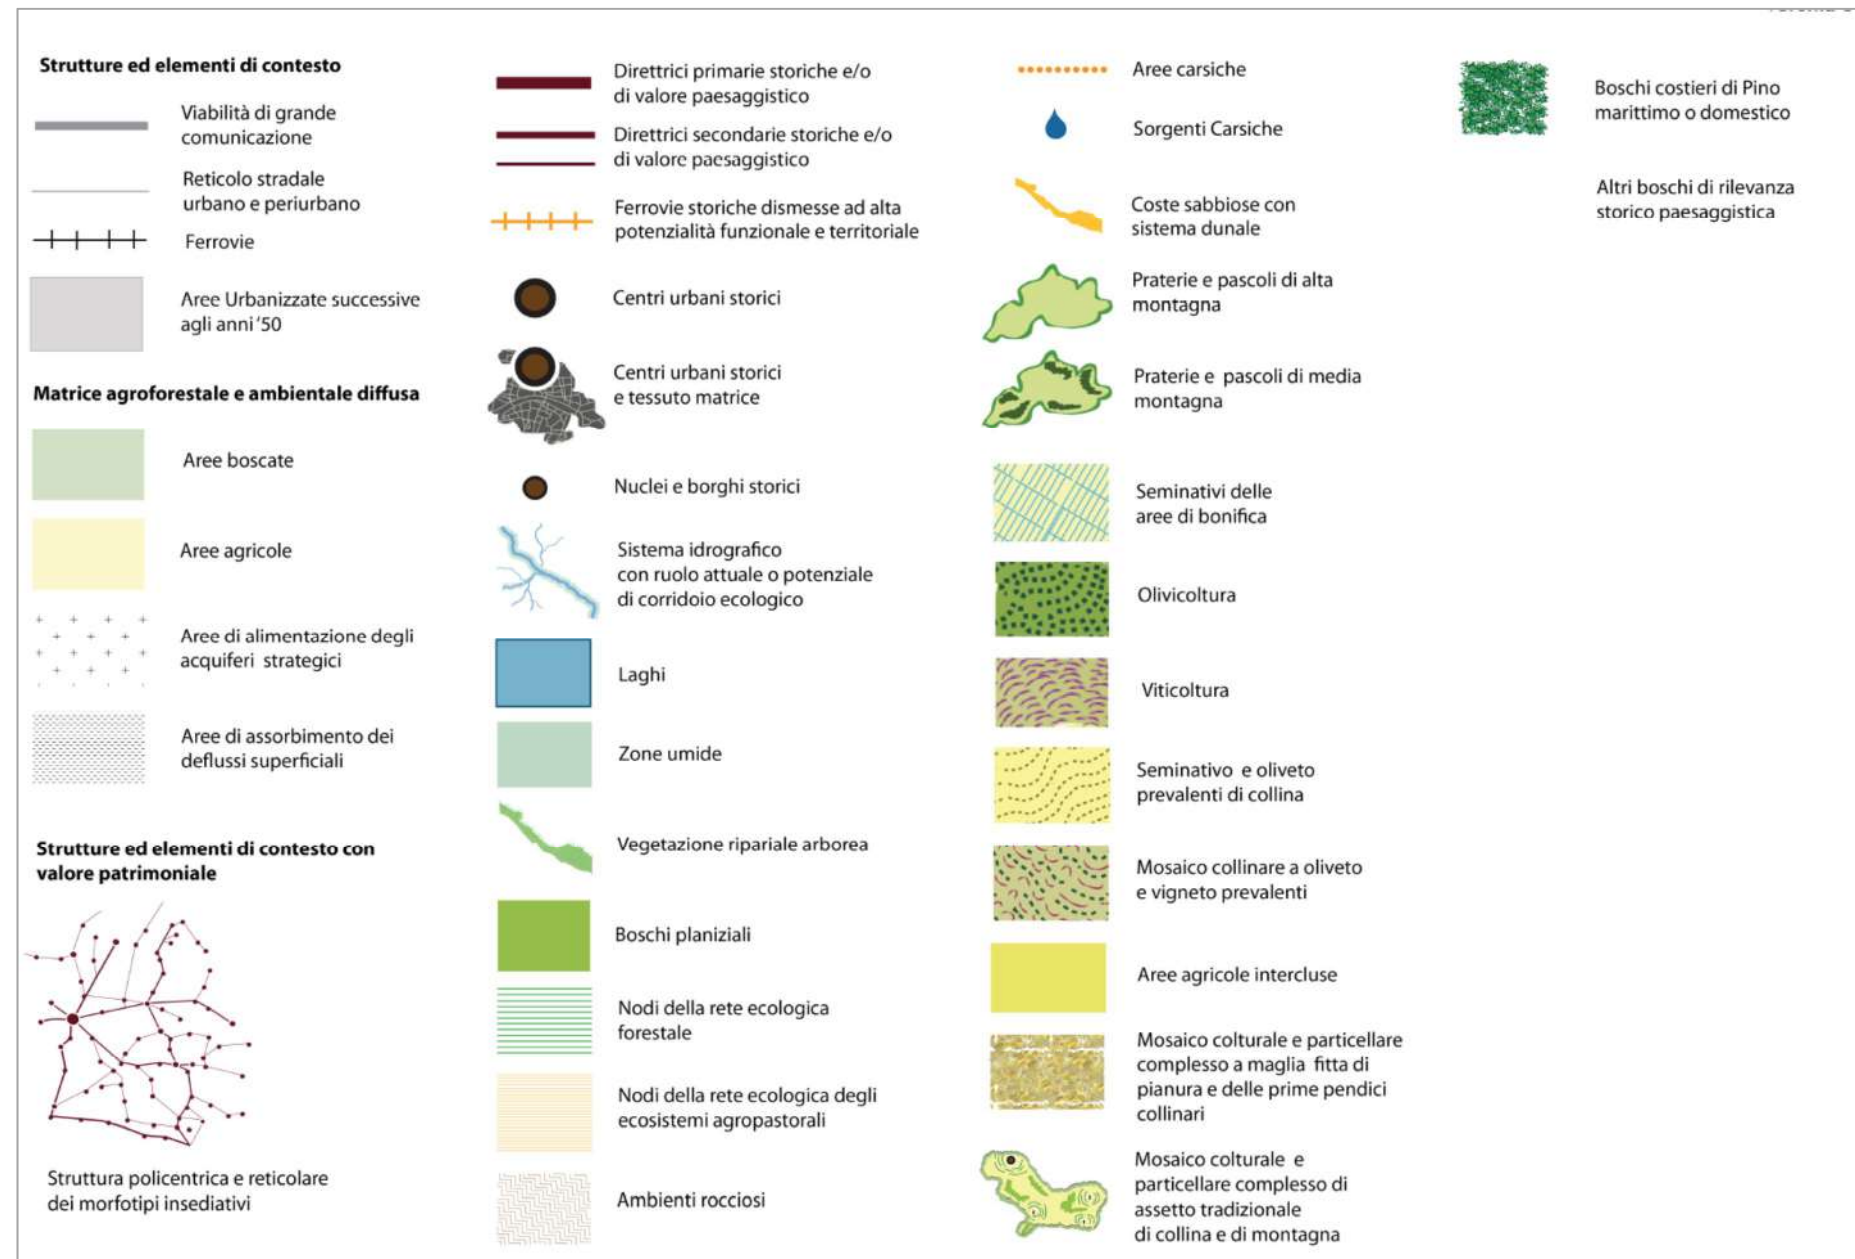 Strutture ed elementi di contesto
Viabilità di grande
comunicazione
Reticolo stradale
urbano e periurbano
Ferrovie
Aree Urbanizzate successive
agli anni '50
Matrice agroforestale e ambientale diffusa
Aree boscate
Aree agricole
Aree di alimentazione degli
acquiferi strategici
Aree di assorbimento dei
deflussi superficiali
Strutture ed elementi di contesto con
valore patrimoniale
Struttura policentrica e reticolare
dei morfotipi insediativi
Direttrici primarie storiche e/o
di valore paesaggistico
Direttrici secondarie storiche e/o
di valore paesaggistico
Ferrovie storiche dismesse ad alta
potenzialità funzionale e territoriale
Centri urbani storici
Centri urbani storici
e tessuto matrice
Nuclei e borghi storici
Sistema idrografico
con ruolo attuale o potenziale
di corridoio ecologico
Laghi
Zone umide
Vegetazione ripariale arborea
Boschi planiziali
Nodi della rete ecologica
forestale
Nodi della rete ecologica degli
ecosistemi agropastorali
Ambienti rocciosi
Aree carsiche
Sorgenti Carsiche
Coste sabbiose con
sistema dunale
Praterie e pascoli di alta
montagna
Praterie e pascoli di media
montagna
Seminativi delle
aree di bonifica
Olivicoltura
Viticoltura
Seminativo e oliveto
prevalenti di collina
Mosaico collinare a oliveto
e vigneto prevalenti
Aree agricole intercluse
Mosaico colturale e particellare
complesso a maglia fitta di
pianura e delle prime pendici
collinari
Mosaico colturale e
particellare complesso di
assetto tradizionale
di collina e di montagna
Boschi costieri di Pino
marittimo o domestico
Altri boschi di rilevanza
storico paesaggistica